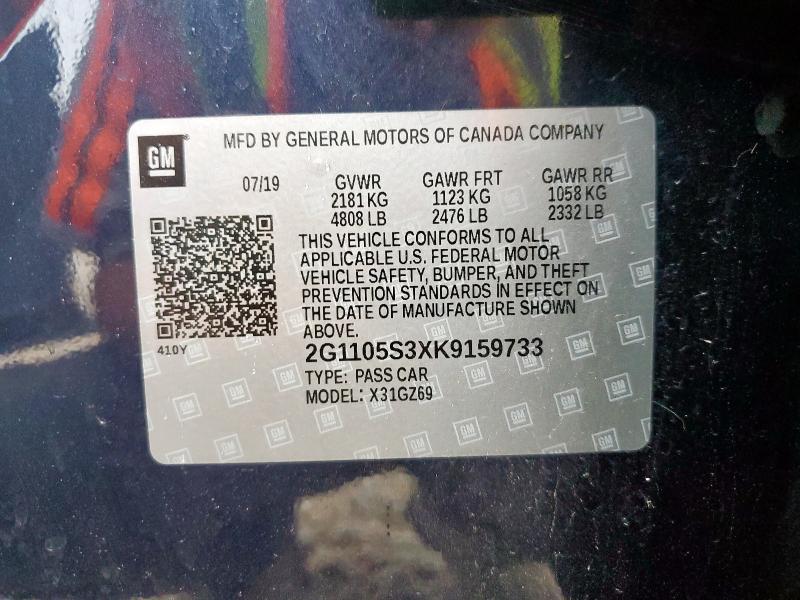 GM
MFD BY GENERAL MOTORS OF CANADA COMPANY
07/19
GVWR
2181 KG
4808 LB
GAWR FRT
1123 KG
2476 LB
GAWR RR
1058 KG
2332 LB
THIS VEHICLE CONFORMS TO ALL
APPLICABLE U.S. FEDERAL MOTOR
VEHICLE SAFETY, BUMPER, AND THEFT
PREVENTION STANDARDS IN EFFECT ON
THE DATE OF MANUFACTURE SHOWN
ABOVE.
410Y
2G1105S3XK9159733
TYPE: PASS CAR
MODEL: X31GZ69